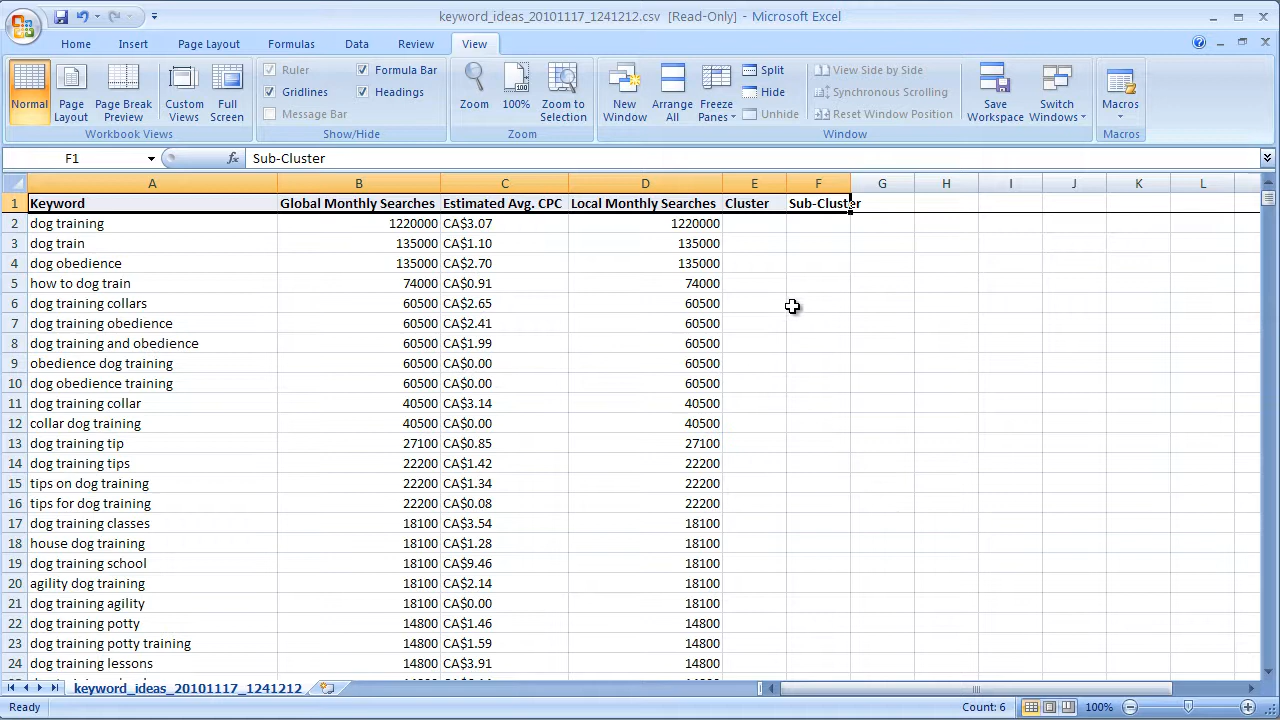 keyword_ideas_20101117_1241212.csv [Read-Only] - Microsoft Excel
Home Insert Page Layout Formulas Data Review View
Normal Page Layout Page Break Preview Custom Views Full Screen
Workbook Views
Ruler Formula Bar
Gridlines Headings
Message Bar
Show/Hide
Zoom 100% Zoom to Selection
Zoom
New Window Arrange All Freeze Panes
Split View Side by Side
Hide Synchronous Scrolling
Unhide Reset Window Position
Save Workspace Switch Windows
Window
Macros
Macros
F1 fx Sub-Cluster
A B C D E F G H I J K L
1 Keyword Global Monthly Searches Estimated Avg. CPC Local Monthly Searches Cluster Sub-Cluster
2 dog training 1220000 CA$3.07 1220000
3 dog train 135000 CA$1.10 135000
4 dog obedience 135000 CA$2.70 135000
5 how to dog train 74000 CA$0.91 74000
6 dog training collars 60500 CA$2.65 60500
7 dog training obedience 60500 CA$2.41 60500
8 dog training and obedience 60500 CA$1.99 60500
9 obedience dog training 60500 CA$0.00 60500
10 dog obedience training 60500 CA$0.00 60500
11 dog training collar 40500 CA$3.14 40500
12 collar dog training 40500 CA$0.00 40500
13 dog training tip 27100 CA$0.85 27100
14 dog training tips 22200 CA$1.42 22200
15 tips on dog training 22200 CA$1.34 22200
16 tips for dog training 22200 CA$0.08 22200
17 dog training classes 18100 CA$3.54 18100
18 house dog training 18100 CA$1.28 18100
19 dog training school 18100 CA$9.46 18100
20 agility dog training 18100 CA$2.14 18100
21 dog training agility 18100 CA$0.00 18100
22 dog training potty 14800 CA$1.46 14800
23 dog training potty training 14800 CA$1.59 14800
24 dog training lessons 14800 CA$3.91 14800
keyword_ideas_20101117_1241212
Ready Count: 6 100%